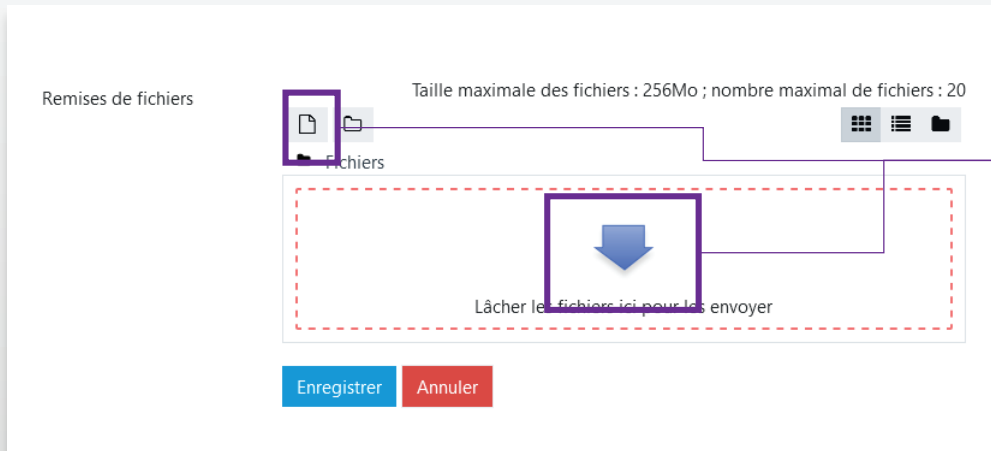 Taille maximale des fichiers : 256Mo ; nombre maximal de fichiers : 20
Remises de fichiers
Fichiers
Lâcher les fichiers ici pour les envoyer
Enregistrer Annuler